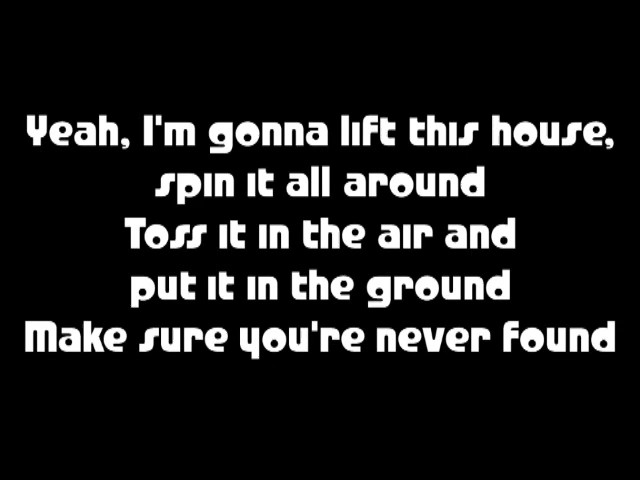 Yeah, I'm gonna lift this house,
spin it all around
Toss it in the air and
put it in the ground
Make sure you're never found